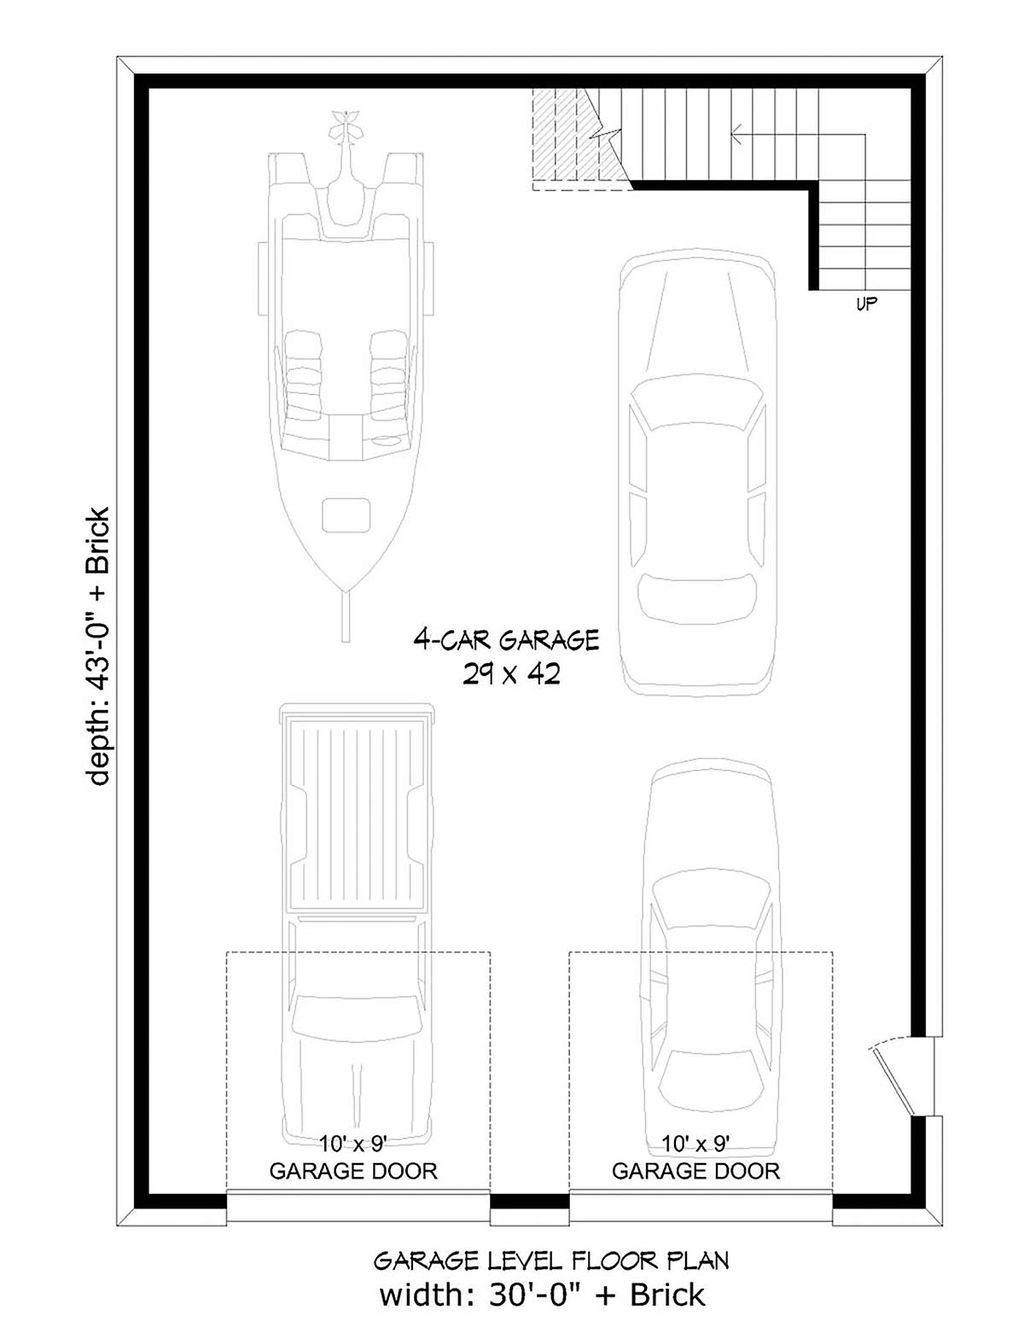 UP
depth: 43'-0" + Brick
4-CAR GARAGE
29 X 42
10' x 9'
GARAGE DOOR
10' x 9'
GARAGE DOOR
GARAGE LEVEL FLOOR PLAN
width: 30'-0" + Brick